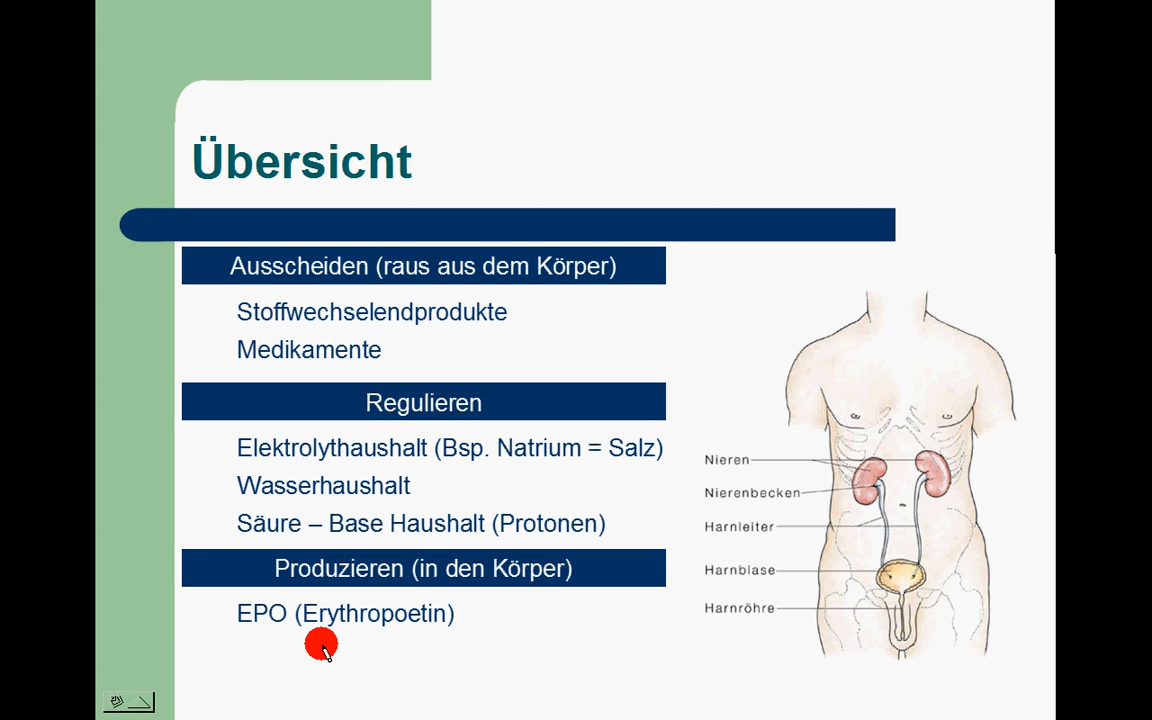 Übersicht
Ausscheiden (raus aus dem Körper)
Stoffwechselendprodukte
Medikamente
Regulieren
Elektrolythaushalt (Bsp. Natrium = Salz)
Wasserhaushalt
Säure – Base Haushalt (Protonen)
Produzieren (in den Körper)
EPO (Erythropoetin)
Nieren
Nierenbecken
Harnleiter
Harnblase
Harnröhre